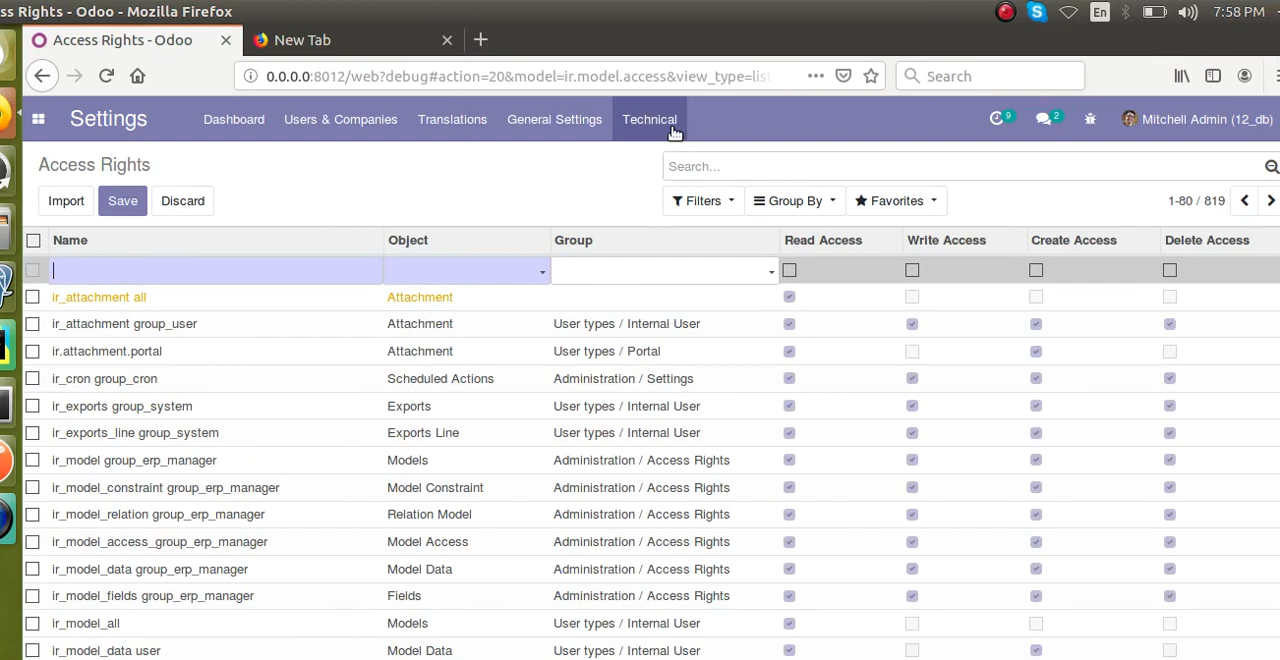 ss Rights - Odoo - Mozilla Firefox
En
7:58 PM
Access Rights - Odoo
New Tab
0.0.0.0:8012/web?debug#action=20&model=ir.model.access&view_type=list
Search
Settings
Dashboard
Users & Companies
Translations
General Settings
Technical
9
2
Mitchell Admin (12_db)
Access Rights
Search...
Import
Save
Discard
Filters
Group By
Favorites
1-80 / 819
Name Object Group Read Access Write Access Create Access Delete Access
ir_attachment all Attachment
ir_attachment group_user Attachment User types / Internal User
ir.attachment.portal Attachment User types / Portal
ir_cron group_cron Scheduled Actions Administration / Settings
ir_exports group_system Exports User types / Internal User
ir_exports_line group_system Exports Line User types / Internal User
ir_model group_erp_manager Models Administration / Access Rights
ir_model_constraint group_erp_manager Model Constraint Administration / Access Rights
ir_model_relation group_erp_manager Relation Model Administration / Access Rights
ir_model_access_group_erp_manager Model Access Administration / Access Rights
ir_model_data group_erp_manager Model Data Administration / Access Rights
ir_model_fields group_erp_manager Fields Administration / Access Rights
ir_model_all Models User types / Internal User
ir_model_data user Model Data User types / Internal User